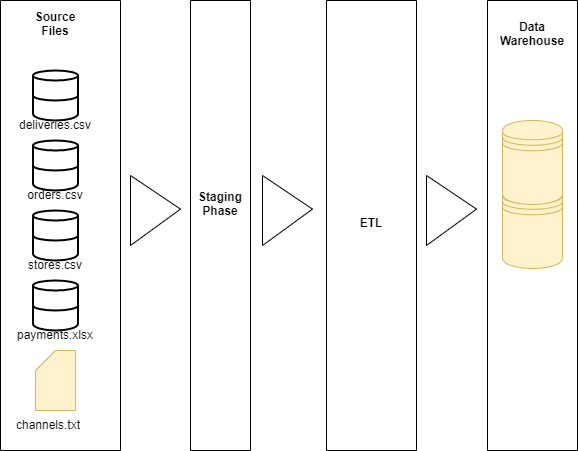 Source
Files
deliveries.csv
orders.csv
stores.csv
payments.xlsx
channels.txt
Staging
Phase
ETL
Data
Warehouse